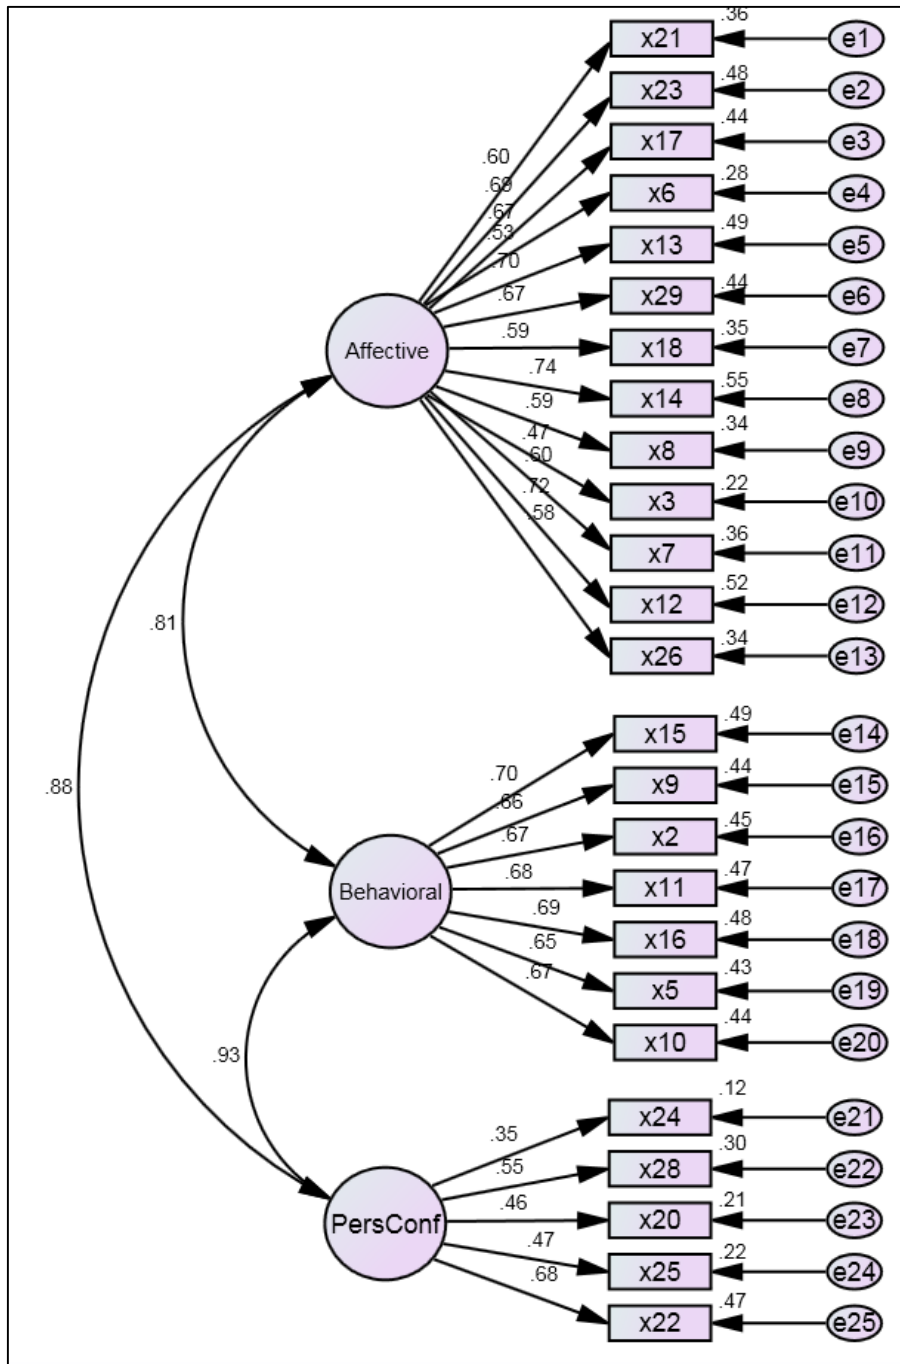 .36
x21 e1
.48
x23 e2
.44
x17 e3
.28
x6 e4
.49
x13 e5
.44
x29 e6
.35
x18 e7
.55
x14 e8
.34
x8 e9
.22
x3 e10
.36
x7 e11
.52
x12 e12
.34
x26 e13
.60
.69
.67
.53
.70
.67
.59
.74
.59
.47
.60
.72
.58
Affective
.81
.88
.49
x15 e14
.44
x9 e15
.45
x2 e16
.47
x11 e17
.48
x16 e18
.43
x5 e19
.44
x10 e20
.70
.66
.67
.68
.69
.65
.67
Behavioral
.93
.12
x24 e21
.30
x28 e22
.21
x20 e23
.22
x25 e24
.47
x22 e25
.35
.55
.46
.47
.68
PersConf